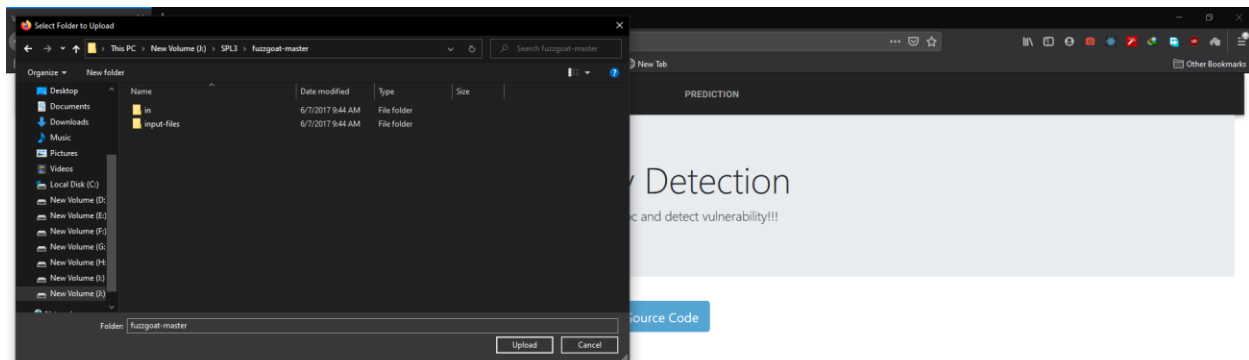 Select Folder to Upload
This PC > New Volume (J:) > SPL3 > fuzzgoat-master
Search fuzzgoat-master
Organize
New folder
New Tab
Other Bookmarks
Name
Date modified
Type
Size
Desktop
Documents
Downloads
Music
Pictures
Videos
Local Disk (C:)
New Volume (D:
New Volume (E:)
New Volume (F:)
New Volume (G:
New Volume (H:
New Volume (I:)
New Volume (J:)
in 6/7/2017 9:44 AM File folder
input-files 6/7/2017 9:44 AM File folder
Folder: fuzzgoat-master
Upload
Cancel
PREDICTION
Detection
and detect vulnerability!!!
Source Code